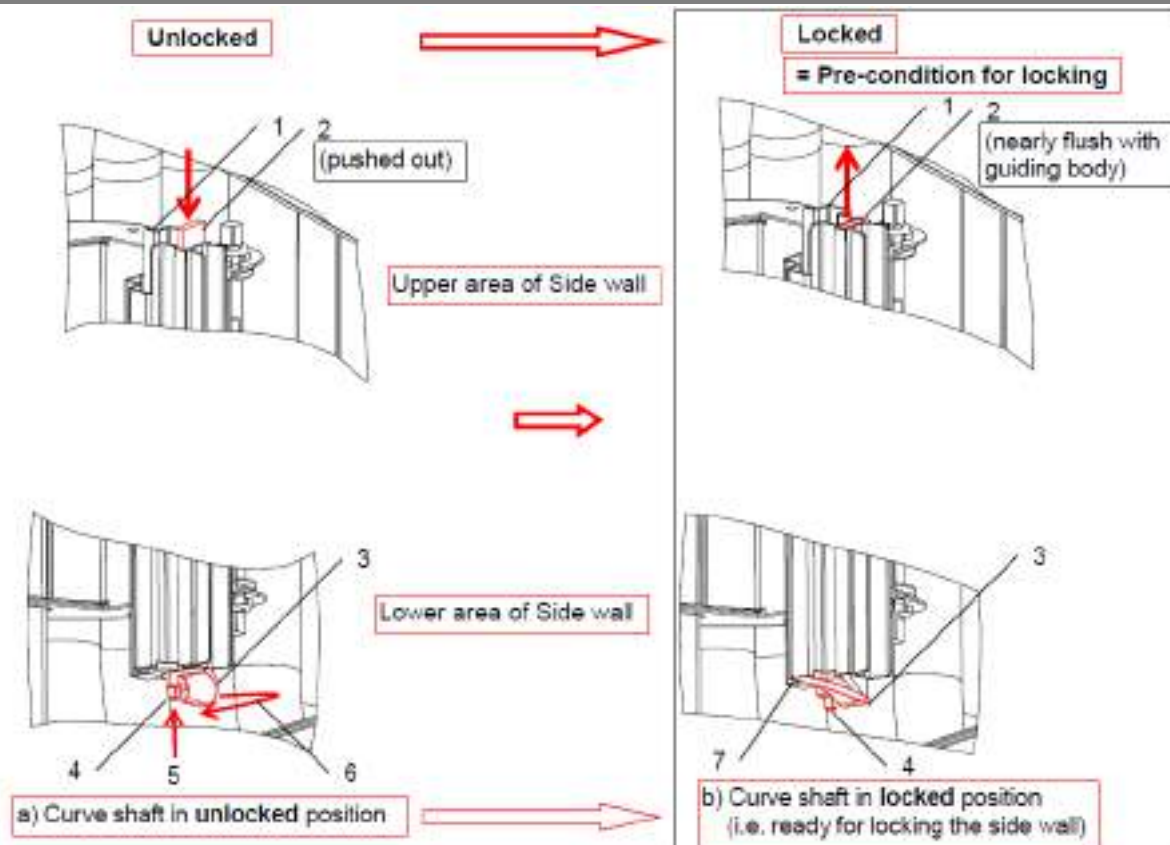 Unlocked
Locked
= Pre-condition for locking
1
2
(pushed out)
1
2
(nearly flush with
guiding body)
Upper area of Side wall
3
Lower area of Side wall
3
4
5
6
7
4
a) Curve shaft in unlocked position
b) Curve shaft in locked position
(i.e. ready for locking the side wall)